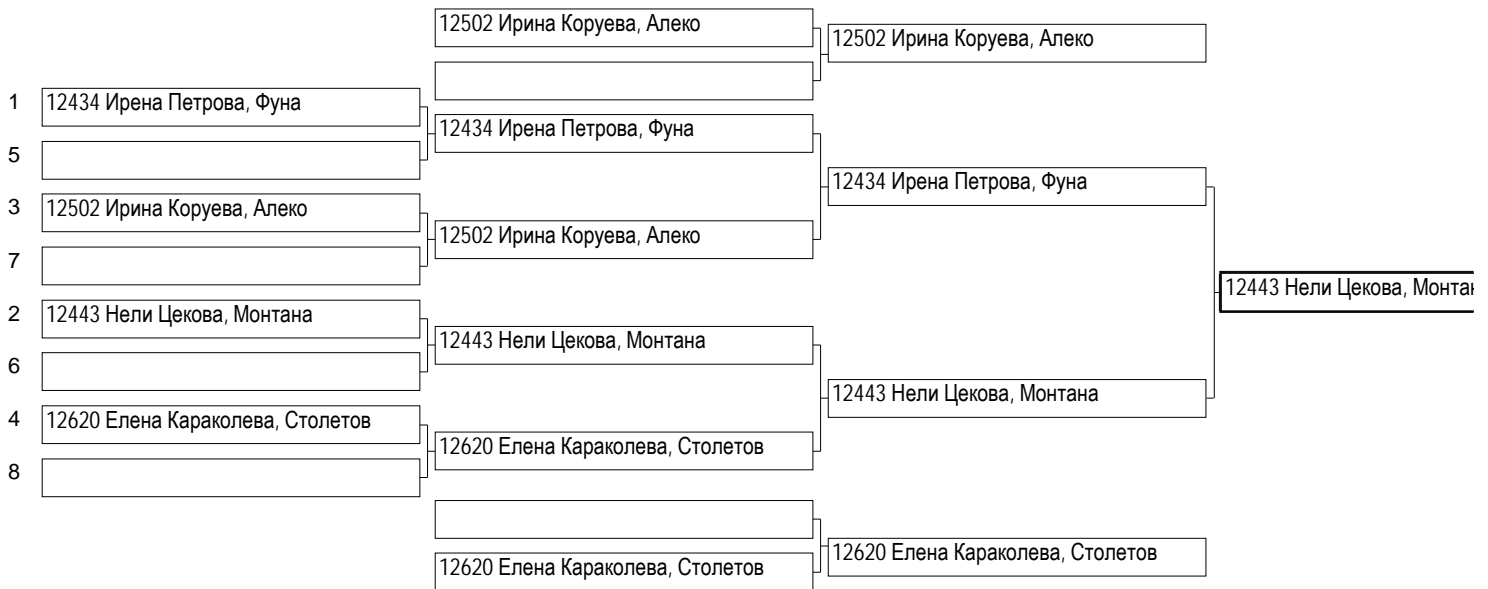 12502 Ирина Коруева, Алеко
12502 Ирина Коруева, Алеко
1 12434 Ирена Петрова, Фуна
12434 Ирена Петрова, Фуна
5
12434 Ирена Петрова, Фуна
3 12502 Ирина Коруева, Алеко
12502 Ирина Коруева, Алеко
7
12443 Нели Цекова, Монтан
2 12443 Нели Цекова, Монтана
12443 Нели Цекова, Монтана
6
12443 Нели Цекова, Монтана
4 12620 Елена Караколева, Столетов
12620 Елена Караколева, Столетов
8
12620 Елена Караколева, Столетов
12620 Елена Караколева, Столетов